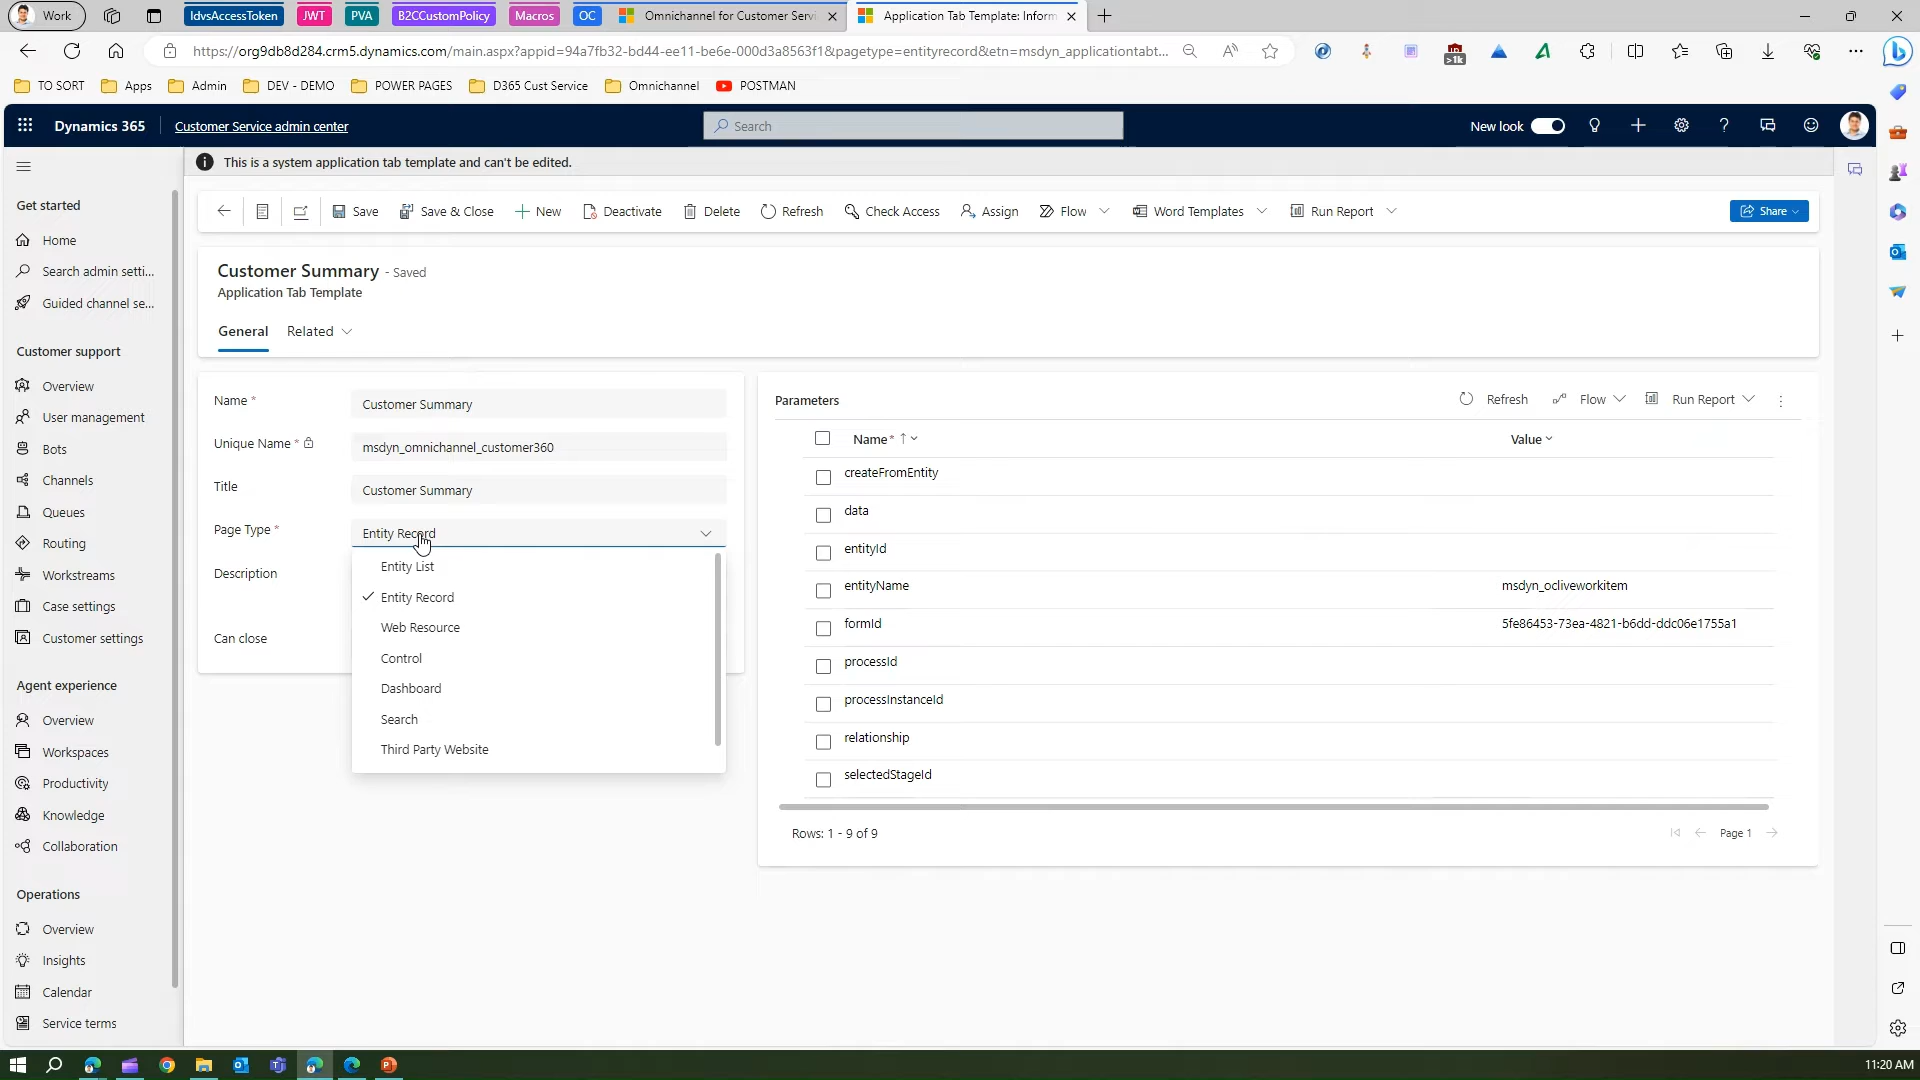 Work
IdvsAccessToken
JWT
PVA
B2CCustomPolicy
Macros
OC
Omnichannel for Customer Servi
Application Tab Template: Inform
https://org9db8d284.crm5.dynamics.com/main.aspx?appid=94a7fb32-bd44-ee11-be6e-000d3a8563f1&pagetype=entityrecord&etn=msdyn_applicationtabt...
>1k
TO SORT
Apps
Admin
DEV - DEMO
POWER PAGES
D365 Cust Service
Omnichannel
POSTMAN
Dynamics 365
Customer Service admin center
Search
New look
This is a system application tab template and can't be edited.
Save
Save & Close
New
Deactivate
Delete
Refresh
Check Access
Assign
Flow
Word Templates
Run Report
Share
Get started
Home
Search admin setti...
Guided channel se...
Customer support
Overview
User management
Bots
Channels
Queues
Routing
Workstreams
Case settings
Customer settings
Agent experience
Overview
Workspaces
Productivity
Knowledge
Collaboration
Operations
Overview
Insights
Calendar
Service terms
Customer Summary - Saved
Application Tab Template
General
Related
Name *
Customer Summary
Unique Name *
msdyn_omnichannel_customer360
Title
Customer Summary
Page Type *
Entity Record
Description
Can close
Entity List
Entity Record
Web Resource
Control
Dashboard
Search
Third Party Website
Parameters
Refresh
Flow
Run Report
Name *
Value
createFromEntity
data
entityId
entityName
msdyn_ocliveworkitem
formId
5fe86453-73ea-4821-b6dd-ddc06e1755a1
processId
processInstanceId
relationship
selectedStageId
Rows: 1 - 9 of 9
Page 1
11:20 AM